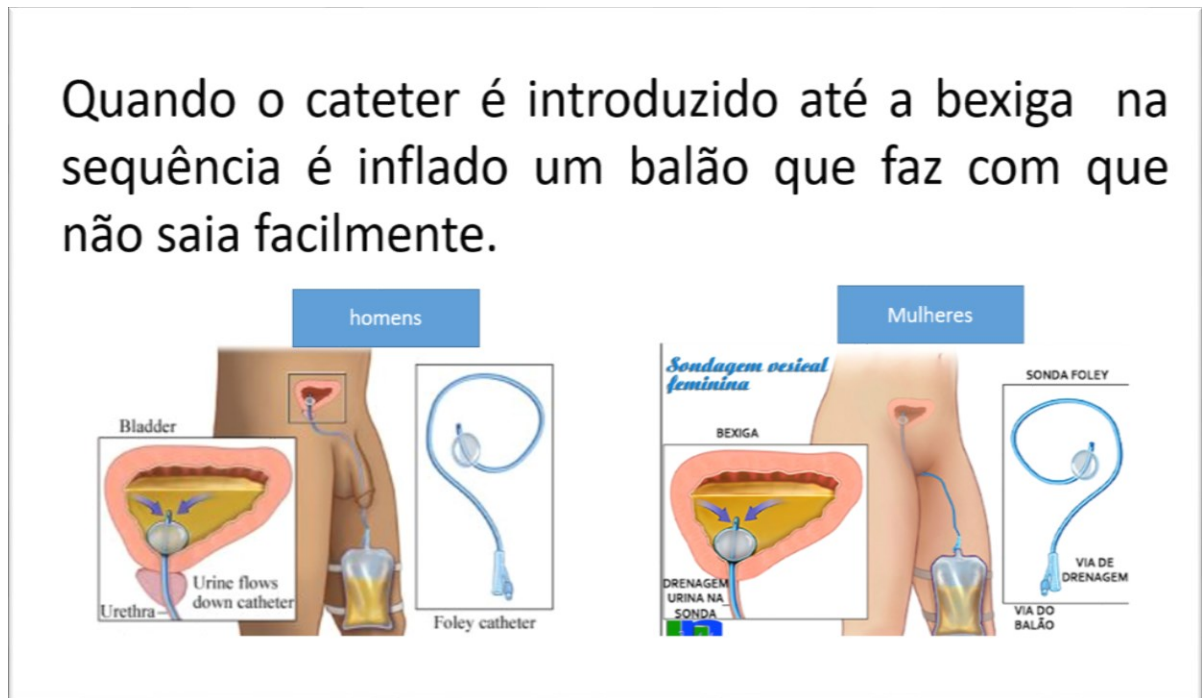 Quando o cateter é introduzido até a bexiga na
sequência é inflado um balão que faz com que
não saia facilmente.
homens
Bladder
Urine flows
down catheter
Urethra
Foley catheter
Mulheres
Sondagem vesical
feminina
SONDA FOLEY
BEXIGA
DRENAGEM
URINA NA
SONDA
VIA DE
DRENAGEM
VIA DO
BALÃO